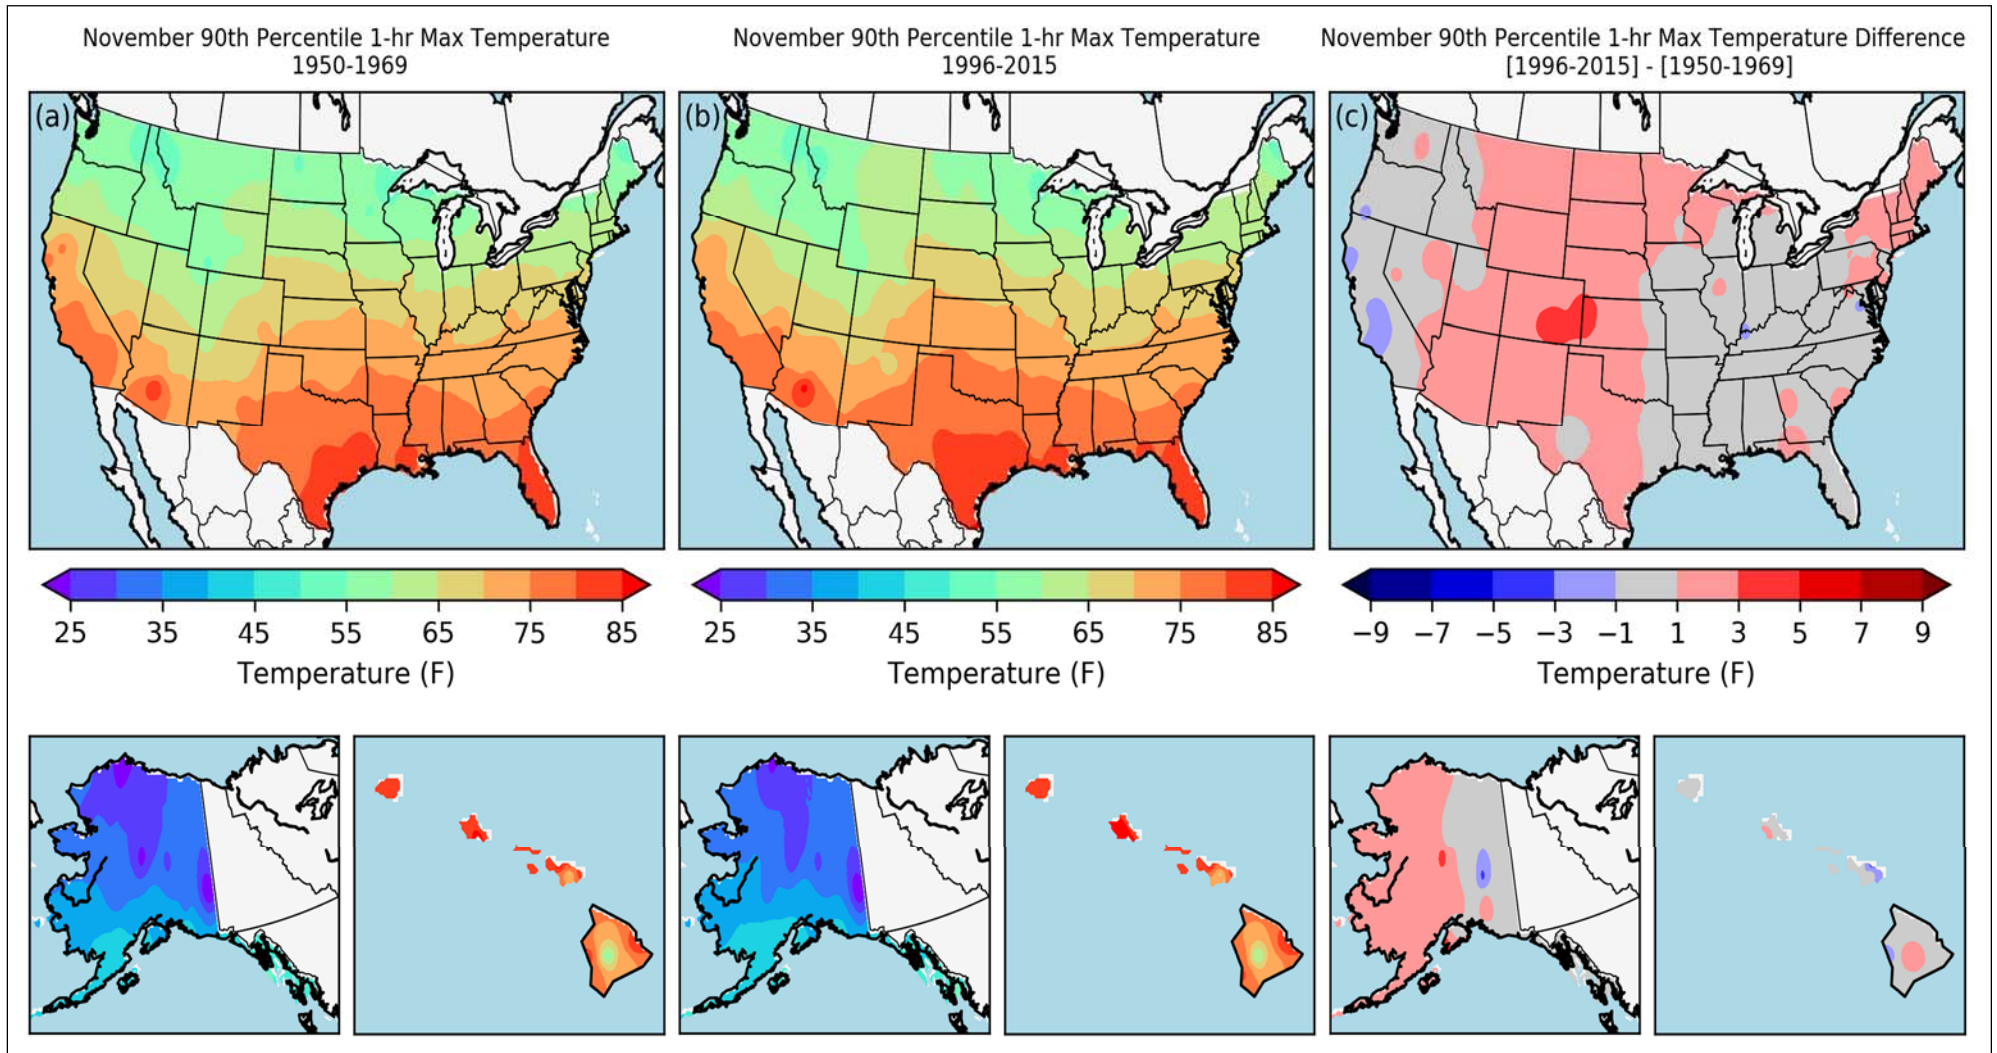 November 90th Percentile 1-hr Max Temperature
1950-1969
November 90th Percentile 1-hr Max Temperature
1996-2015
November 90th Percentile 1-hr Max Temperature Difference
[1996-2015] - [1950-1969]
(a)
(b)
(c)
25 35 45 55 65 75 85
Temperature (F)
25 35 45 55 65 75 85
Temperature (F)
−9 −7 −5 −3 −1 1 3 5 7 9
Temperature (F)